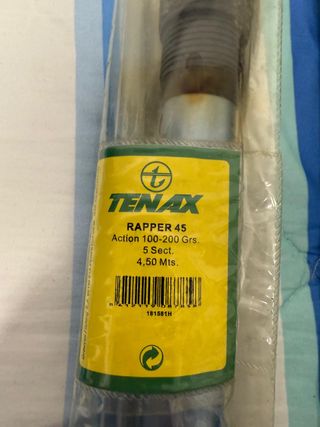 t
TENAX
RAPPER 45
Action 100-200 Grs.
5 Sect.
4,50 Mts.
181881H